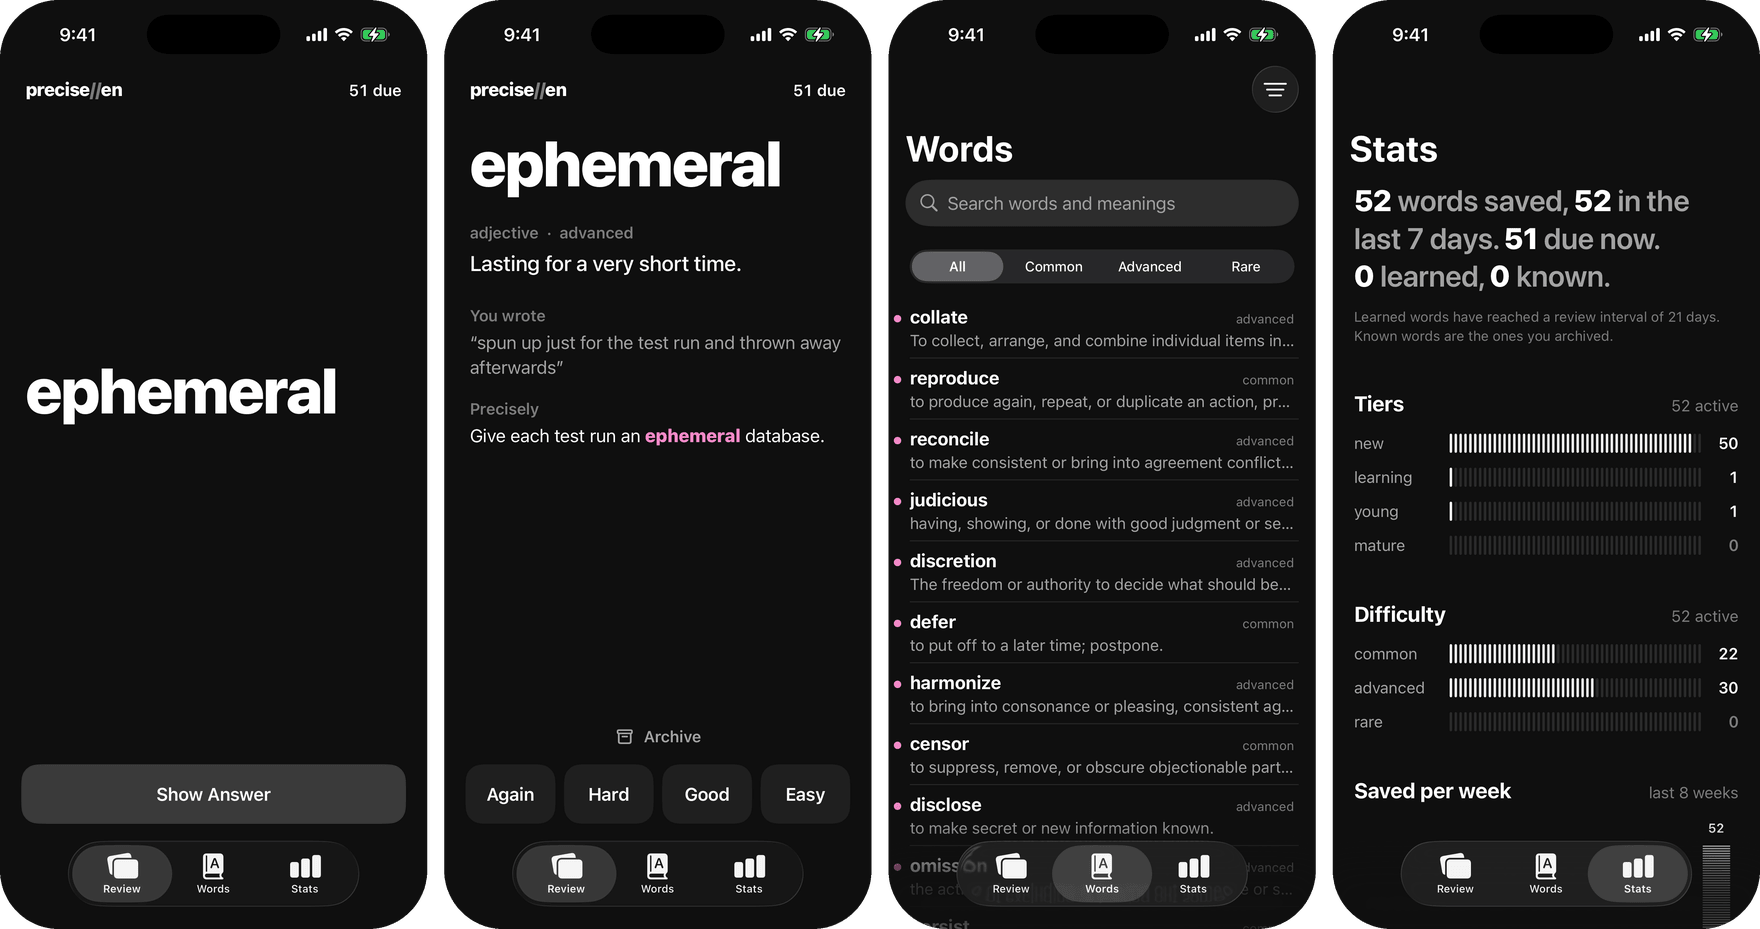 9:41
precise//en
51 due
ephemeral
Show Answer
Review
Words
Stats
9:41
precise//en
51 due
ephemeral
adjective · advanced
Lasting for a very short time.
You wrote
“spun up just for the test run and thrown away
afterwards”
Precisely
Give each test run an ephemeral database.
Archive
Again
Hard
Good
Easy
Review
Words
Stats
9:41
Words
Search words and meanings
All
Common
Advanced
Rare
collate
advanced
To collect, arrange, and combine individual items in...
reproduce
common
to produce again, repeat, or duplicate an action, pr...
reconcile
advanced
to make consistent or bring into agreement conflict...
judicious
advanced
having, showing, or done with good judgment or se...
discretion
advanced
The freedom or authority to decide what should be...
defer
common
to put off to a later time; postpone.
harmonize
advanced
to bring into consonance or pleasing, consistent ag...
censor
common
to suppress, remove, or obscure objectionable part...
disclose
advanced
to make secret or new information known.
Review
Words
Stats
9:41
Stats
52 words saved, 52 in the
last 7 days. 51 due now.
0 learned, 0 known.
Learned words have reached a review interval of 21 days.
Known words are the ones you archived.
Tiers
52 active
new
50
learning
1
young
1
mature
0
Difficulty
52 active
common
22
advanced
30
rare
0
Saved per week
last 8 weeks
52
Review
Words
Stats